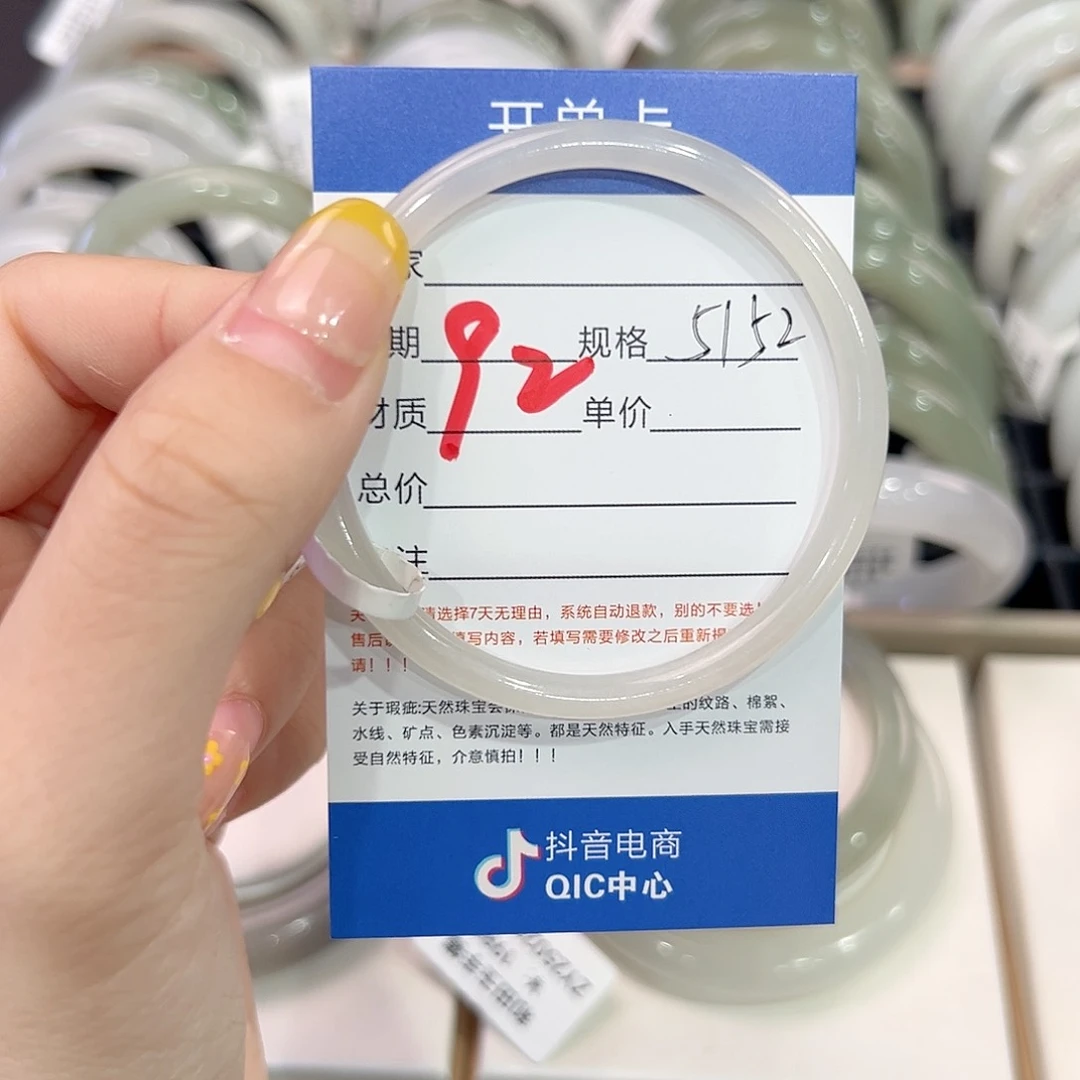 开单卡
家
期 92 规格 5152
材质 单价
总价
注
关 请选择7天无理由，系统自动退款，别的不要选！
售后 填写内容，若填写需要修改之后重新提
请！！！
关于瑕疵:天然珠宝会 的纹路、棉絮、
水线、矿点、色素沉淀等。都是天然特征。入手天然珠宝需接
受自然特征，介意慎拍！！！
抖音电商
QIC中心